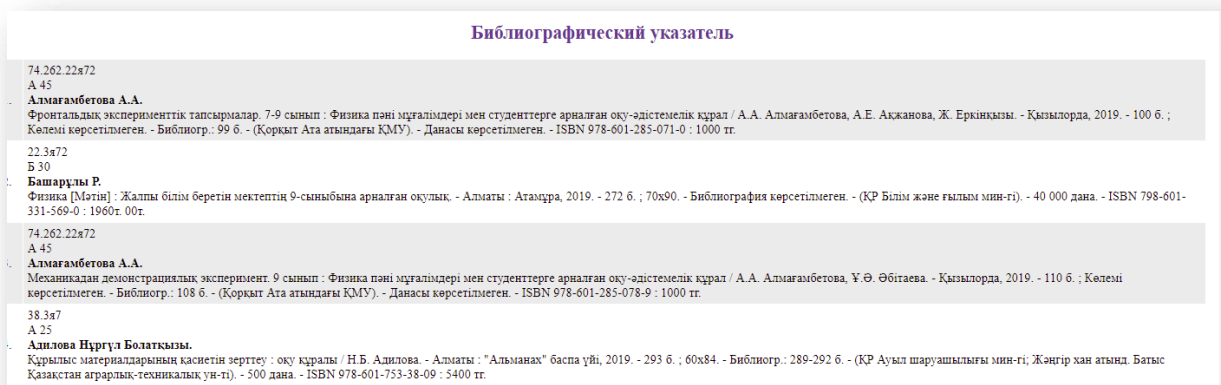 Библиографический указатель
74.262.22я72
А 45
Алмағамбетова А.А.
Фронтальдық эксперименттік тапсырмалар. 7-9 сынып : Физика пәні мұғалімдері мен студенттерге арналған оқу-әдістемелік құрал / А.А. Алмағамбетова, А.Е. Ақжанова, Ж. Еркінқызы. - Қызылорда, 2019. - 100 б. ;
Көлемі көрсетілмеген. - Библиогр.: 99 б. - (Қорқыт Ата атындағы ҚМУ). - Данасы көрсетілмеген. - ISBN 978-601-285-071-0 : 1000 тг.
22.3я72
Б 30
Башарұлы Р.
Физика [Мәтін] : Жалпы білім беретін мектептің 9-сыныбына арналған оқулық. - Алматы : Атамұра, 2019. - 272 б. ; 70х90. - Библиография көрсетілмеген. - (ҚР Білім және ғылым мин-гі). - 40 000 дана. - ISBN 798-601-
331-569-0 : 1960т. 00т.
74.262.22я72
А 45
Алмағамбетова А.А.
Механикадан демонстрациялық эксперимент. 9 сынып : Физика пәні мұғалімдері мен студенттерге арналған оқу-әдістемелік құрал / А.А. Алмағамбетова, Ұ.Ә. Әбітаева. - Қызылорда, 2019. - 110 б. ; Көлемі
көрсетілмеген. - Библиогр.: 108 б. - (Қорқыт Ата атындағы ҚМУ). - Данасы көрсетілмеген. - ISBN 978-601-285-078-9 : 1000 тг.
38.3я7
А 25
Адилова Нұргүл Болатқызы.
Құрылыс материалдарының қасиетін зерттеу : оқу құралы / Н.Б. Адилова. - Алматы : "Альманах" баспа үйі, 2019. - 293 б. ; 60х84. - Библиогр.: 289-292 б. - (ҚР Ауыл шаруашылығы мин-гі; Жәңгір хан атынд. Батыс
Қазақстан аграрлық-техникалық ун-ті). - 500 дана. - ISBN 978-601-753-38-09 : 5400 тг.